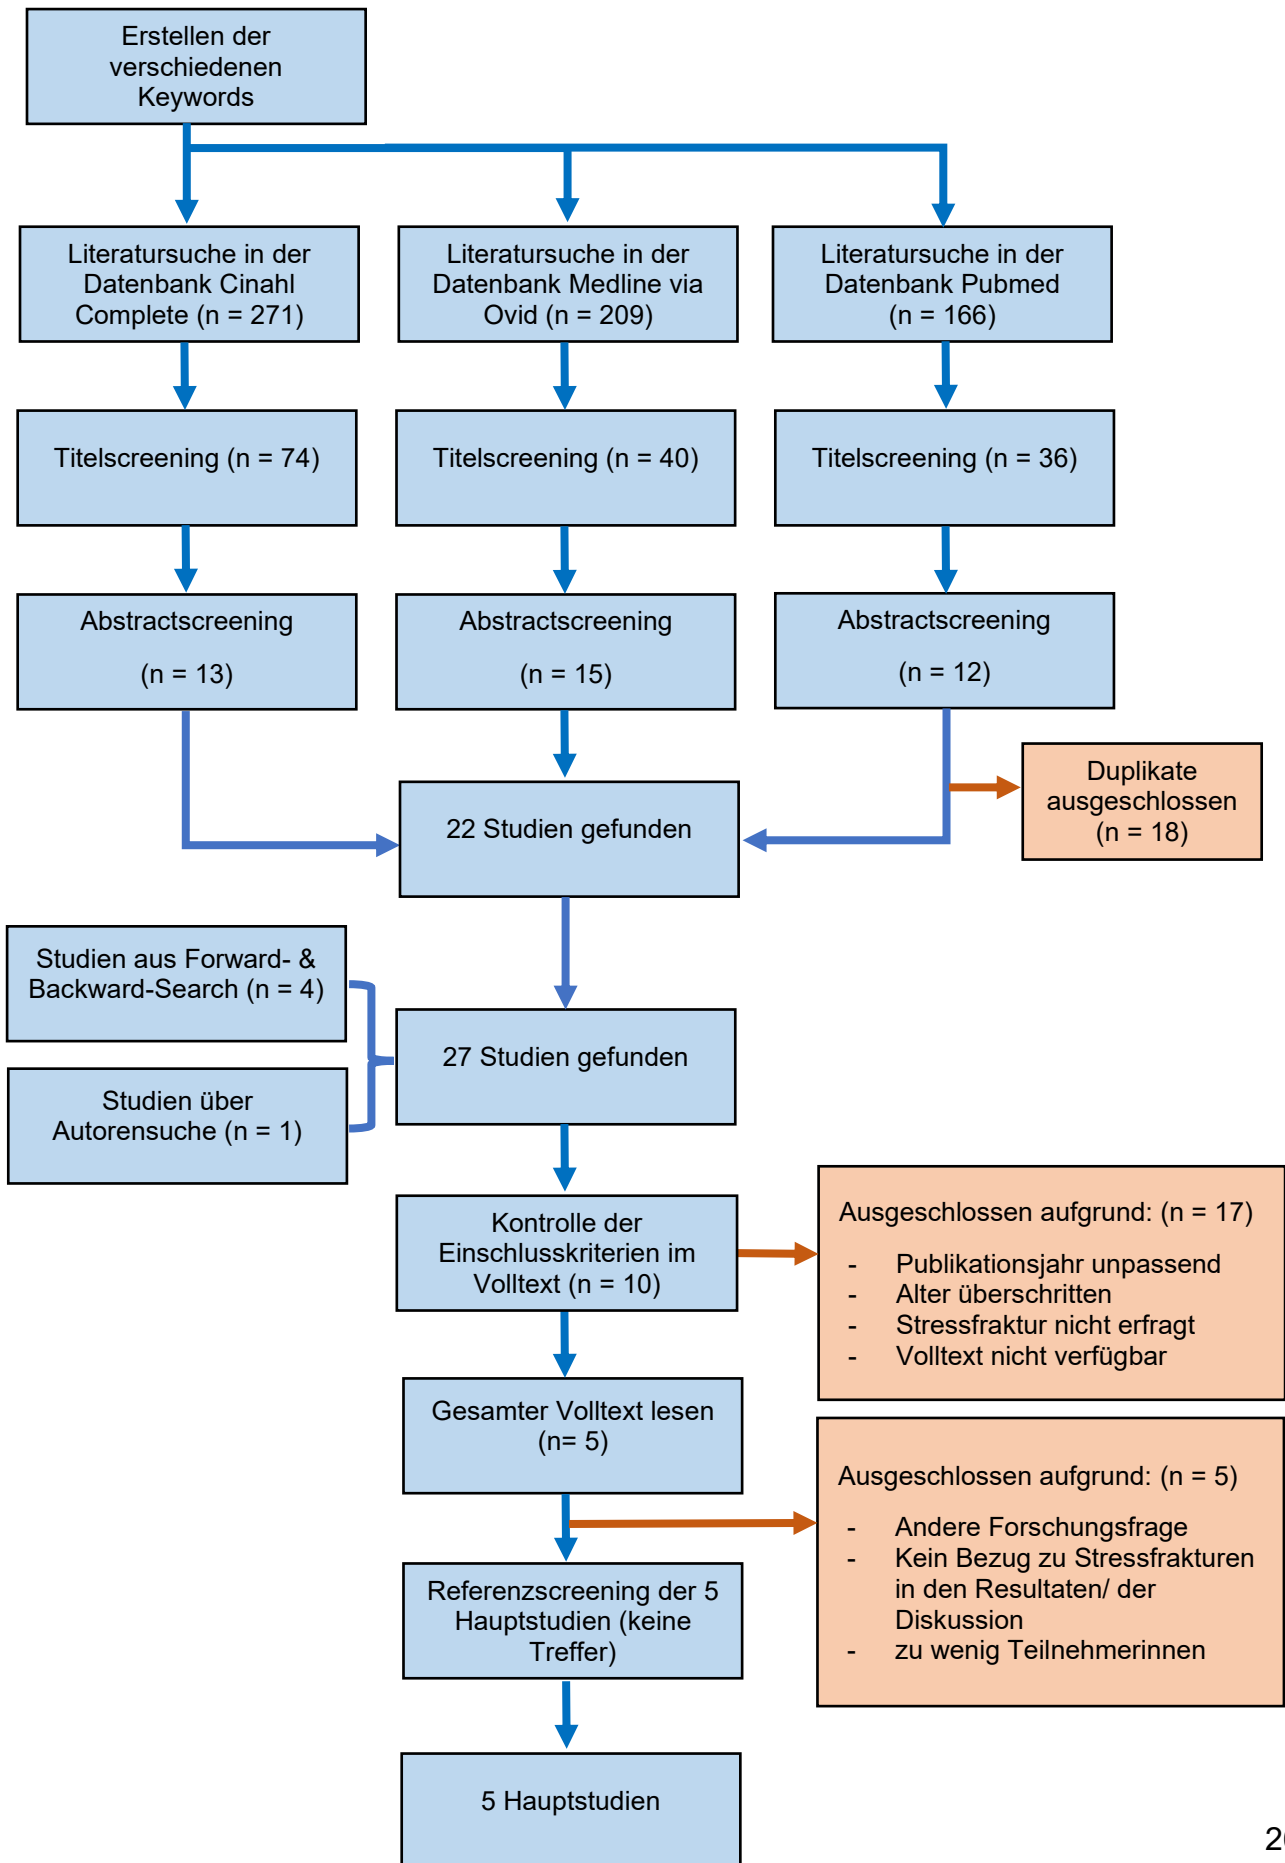 Erstellen der
verschiedenen
Keywords
Literatursuche in der
Datenbank Cinahl
Complete (n = 271)
Literatursuche in der
Datenbank Medline via
Ovid (n = 209)
Literatursuche in der
Datenbank Pubmed
(n = 166)
Titelscreening (n = 74)
Titelscreening (n = 40)
Titelscreening (n = 36)
Abstractscreening
(n = 13)
Abstractscreening
(n = 15)
Abstractscreening
(n = 12)
Duplikate
ausgeschlossen
(n = 18)
22 Studien gefunden
Studien aus Forward- &
Backward-Search (n = 4)
27 Studien gefunden
Studien über
Autorensuche (n = 1)
Kontrolle der
Einschlusskriterien im
Volltext (n = 10)
Ausgeschlossen aufgrund: (n = 17)
- Publikationsjahr unpassend
- Alter überschritten
- Stressfraktur nicht erfragt
- Volltext nicht verfügbar
Gesamter Volltext lesen
(n= 5)
Ausgeschlossen aufgrund: (n = 5)
- Andere Forschungsfrage
- Kein Bezug zu Stressfrakturen
in den Resultaten/ der
Diskussion
- zu wenig Teilnehmerinnen
Referenzscreening der 5
Hauptstudien (keine
Treffer)
5 Hauptstudien